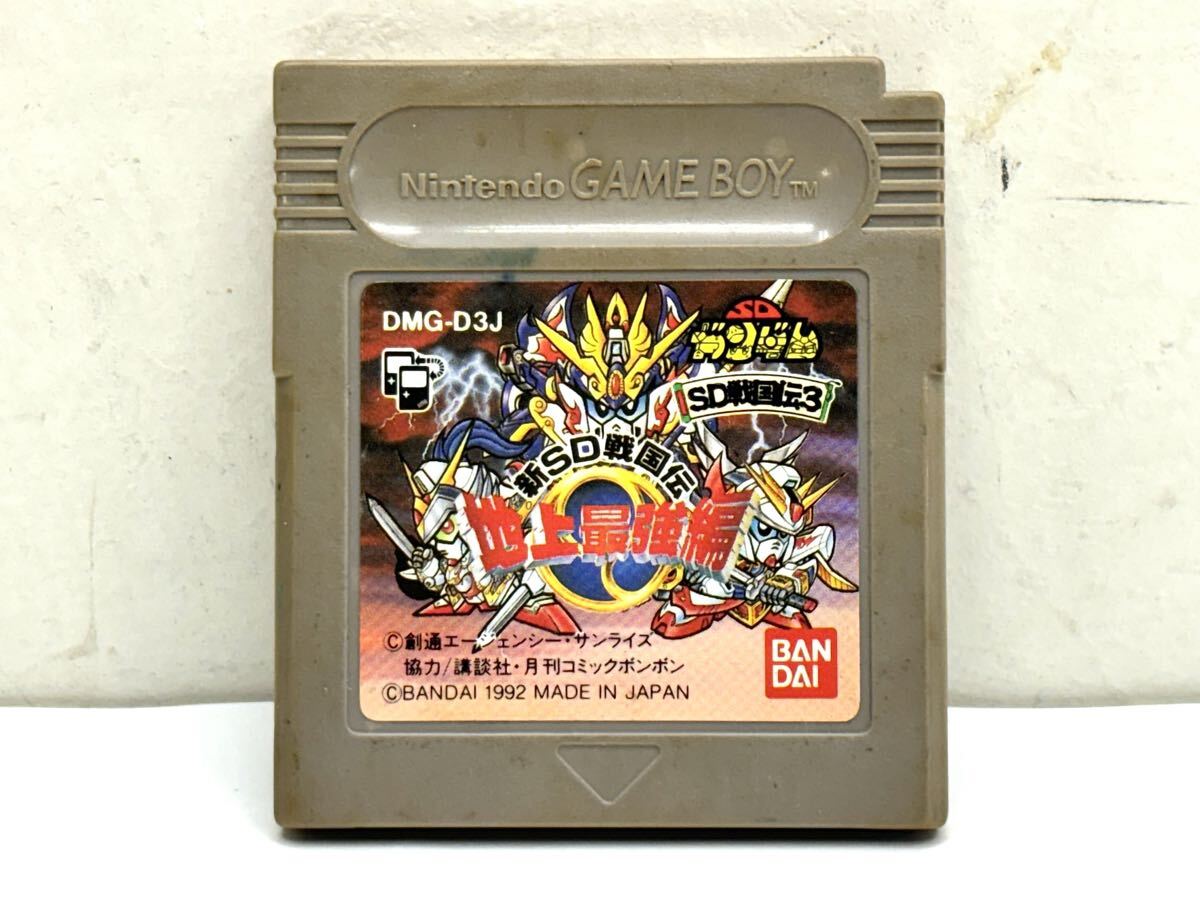 Nintendo GAME BOY TM
DMG-D3J
SD
ガンダム
SD戦国伝3
新SD戦国伝
地上最強編
©創通エージェンシー・サンライズ
協力/講談社・月刊コミックボンボン
©BANDAI 1992 MADE IN JAPAN
BAN
DAI